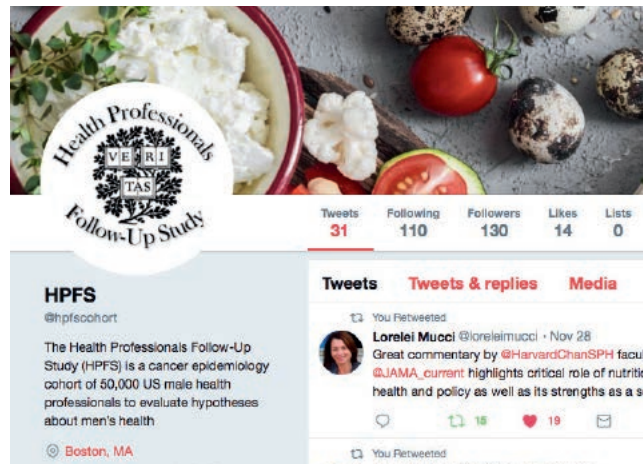 Health Professionals
VE RI
TAS
Follow-Up Study
Tweets Following Followers Likes Lists
31 110 130 14 0
HPFS
@hpfscohort
The Health Professionals Follow-Up
Study (HPFS) is a cancer epidemiology
cohort of 50,000 US male health
professionals to evaluate hypotheses
about men's health
Boston, MA
Tweets Tweets & replies Media
You Retweeted
Lorelei Mucci @loreleimucci · Nov 28
Great commentary by @HarvardChanSPH facul
@JAMA_current highlights critical role of nutritio
health and policy as well as its strengths as a s
18 19
You Retweeted